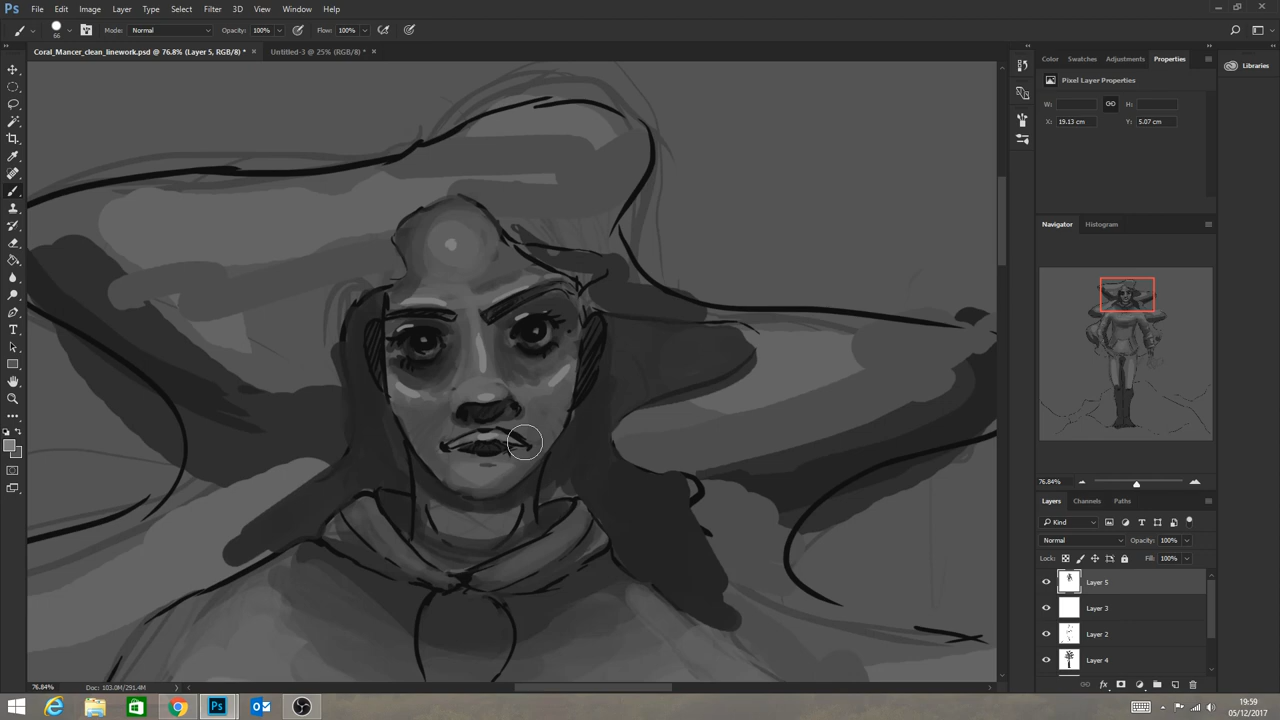 Ps File Edit Image Layer Type Select Filter 3D View Window Help
66 Mode: Normal Opacity: 100% Flow: 100%
Coral_Mancer_clean_linework.psd @ 76.8% (Layer 5, RGB/8) * × Untitled-3 @ 25% (RGB/8) * ×
Color Swatches Adjustments Properties
Libraries
Pixel Layer Properties
W: H:
X: 19.13 cm Y: 5.07 cm
Navigator Histogram
76.84%
Layers Channels Paths
Kind
Normal Opacity: 100%
Lock: Fill: 100%
Layer 5
Layer 3
Layer 2
Layer 4
76.84% Doc: 103.0M/291.4M
19:59
05/12/2017